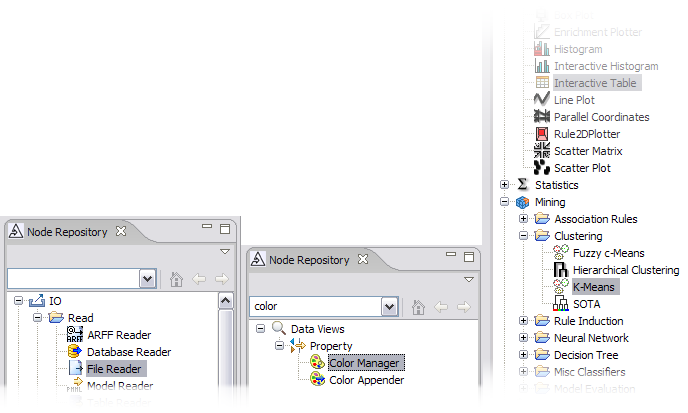 Node Repository
IO
Read
ARFF Reader
Database Reader
File Reader
Model Reader
Node Repository
color
Data Views
Property
Color Manager
Color Appender
Enrichment Plotter
Histogram
Interactive Histogram
Interactive Table
Line Plot
Parallel Coordinates
Rule2DPlotter
Scatter Matrix
Scatter Plot
Statistics
Mining
Association Rules
Clustering
Fuzzy c-Means
Hierarchical Clustering
K-Means
SOTA
Rule Induction
Neural Network
Decision Tree
Misc Classifiers
Model Evaluation